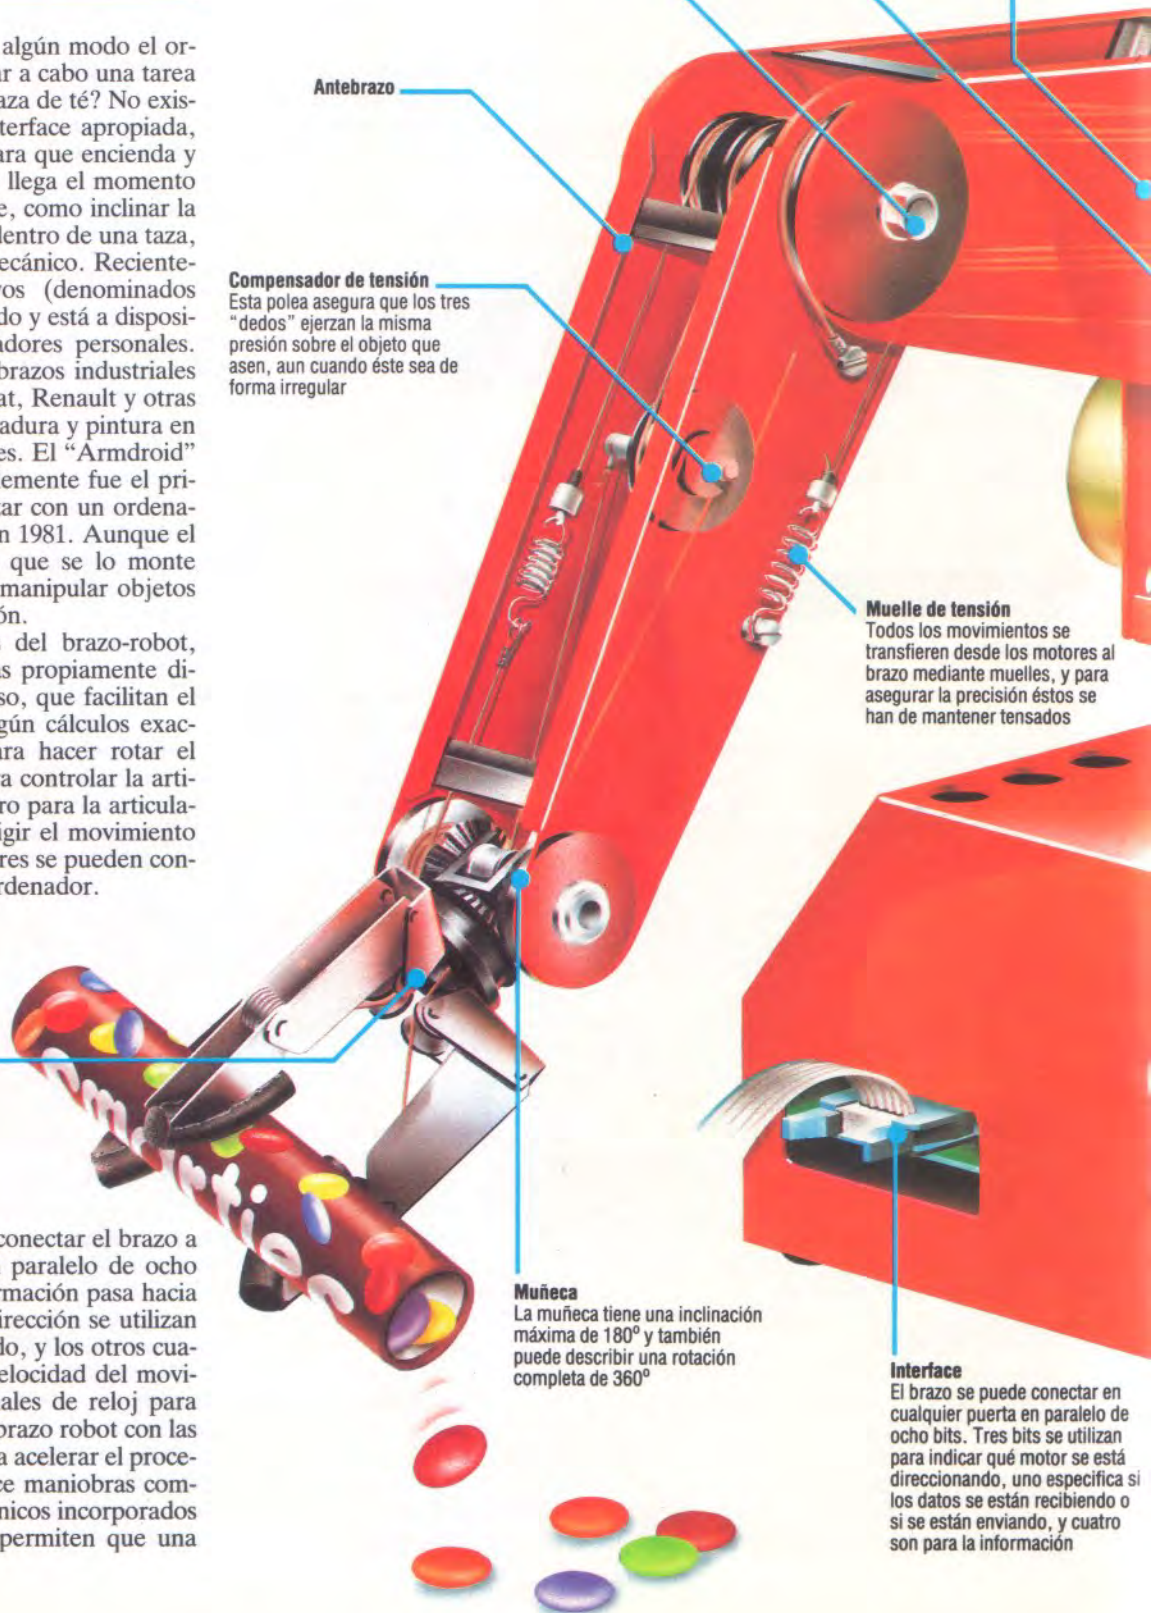 algún modo el or-
ar a cabo una tarea
aza de té? No exis-
terface apropiada,
ara que encienda y
llega el momento
e, como inclinar la
dentro de una taza,
ecánico. Reciente-
os (denominados
do y está a disposi-
adores personales.
brazos industriales
at, Renault y otras
adura y pintura en
es. El “Armdroid”
lemente fue el pri-
tar con un ordena-
n 1981. Aunque el
que se lo monte
manipular objetos
ón.
del brazo-robot,
as propiamente di-
so, que facilitan el
gún cálculos exac-
ara hacer rotar el
a controlar la arti-
ro para la articula-
igir el movimiento
res se pueden con-
rdenador.
conectar el brazo a
paralelo de ocho
rmación pasa hacia
irección se utilizan
do, y los otros cua-
elocidad del movi-
ales de reloj para
brazo robot con las
a acelerar el proce-
ce maniobras com-
nicos incorporados
permiten que una
Antebrazo
Compensador de tensión
Esta polea asegura que los tres
“dedos” ejerzan la misma
presión sobre el objeto que
asen, aun cuando éste sea de
forma irregular
Muelle de tensión
Todos los movimientos se
transfieren desde los motores al
brazo mediante muelles, y para
asegurar la precisión éstos se
han de mantener tensados
smarties
Muñeca
La muñeca tiene una inclinación
máxima de 180º y también
puede describir una rotación
completa de 360º
Interface
El brazo se puede conectar en
cualquier puerta en paralelo de
ocho bits. Tres bits se utilizan
para indicar qué motor se está
direccionando, uno especifica si
los datos se están recibiendo o
si se están enviando, y cuatro
son para la información